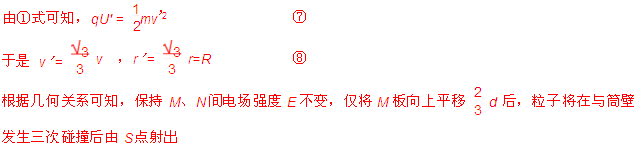 由①式可知，qU′= 1/2 mv′² ⑦
于是 v′= √3/3 v ，r′= √3/3 r=R ⑧
根据几何关系可知，保持 M、N间电场强度 E不变，仅将 M 板向上平移 2/3 d 后，粒子将在与筒壁
发生三次碰撞后由 S点射出